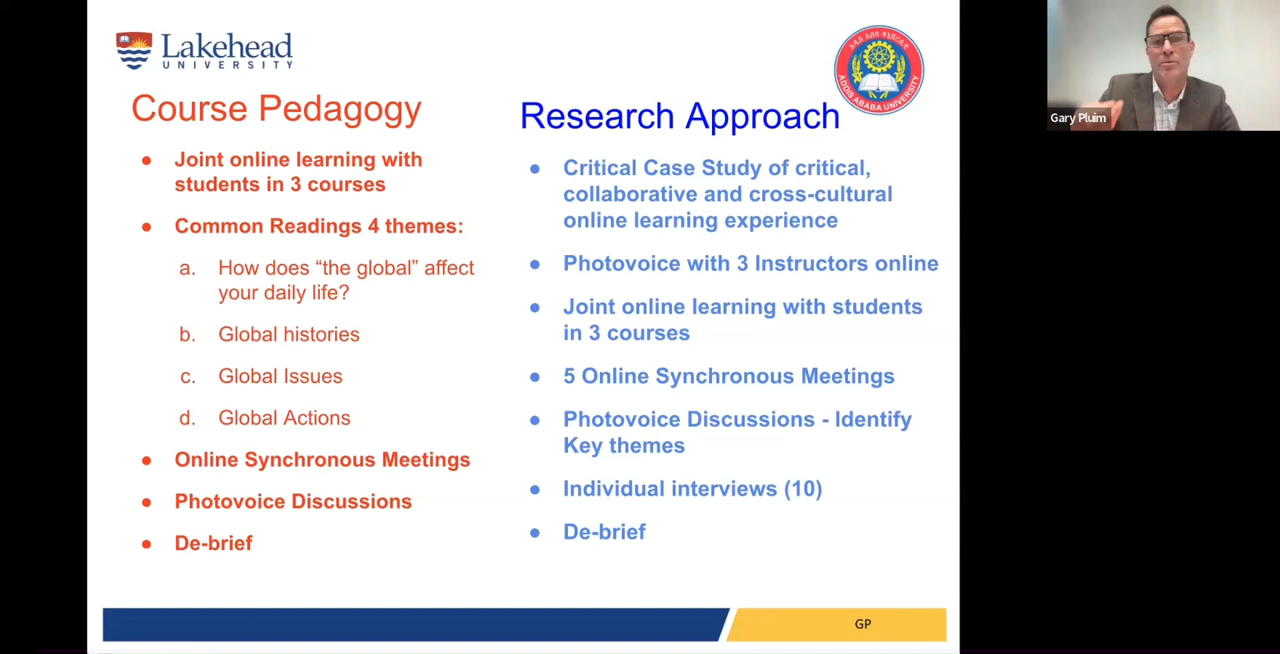 Lakehead
UNIVERSITY
Course Pedagogy
• Joint online learning with
students in 3 courses
• Common Readings 4 themes:
a. How does “the global” affect
your daily life?
b. Global histories
c. Global Issues
d. Global Actions
• Online Synchronous Meetings
• Photovoice Discussions
• De-brief
ADDIS ABABA UNIVERSITY
Research Approach
• Critical Case Study of critical,
collaborative and cross-cultural
online learning experience
• Photovoice with 3 Instructors online
• Joint online learning with students
in 3 courses
• 5 Online Synchronous Meetings
• Photovoice Discussions - Identify
Key themes
• Individual interviews (10)
• De-brief
GP
Gary Pluim